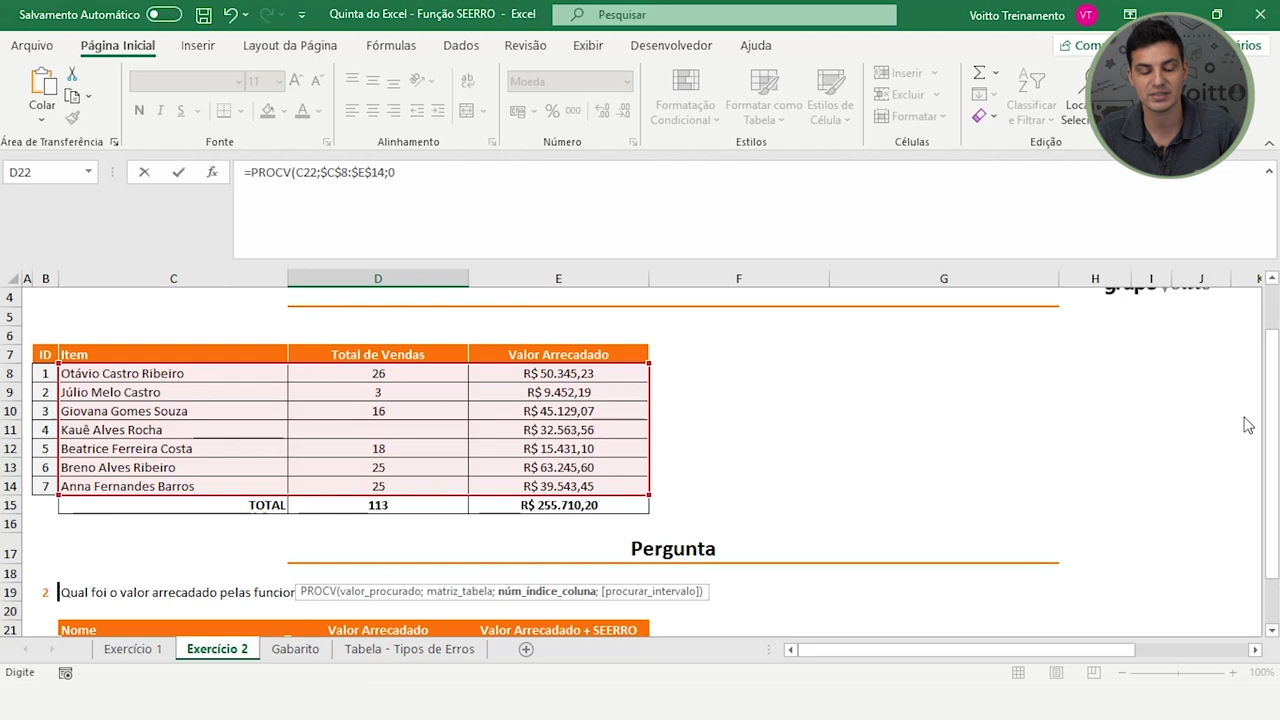 Salvamento Automático
Quinta do Excel - Função SEERRO - Excel
Pesquisar
Voitto Treinamento
VT
Arquivo
Página Inicial
Inserir
Layout da Página
Fórmulas
Dados
Revisão
Exibir
Desenvolvedor
Ajuda
Colar
11
N I S
Moeda
% 000
Formatação Condicional
Formatar como Tabela
Estilos de Célula
Inserir
Excluir
Formatar
Classificar e Filtrar
Área de Transferência
Fonte
Alinhamento
Número
Estilos
Células
Edição
D22
=PROCV(C22;$C$8:$E$14;0
A B C D E F G H I J K
4
5
6
7 ID Item Total de Vendas Valor Arrecadado
8 1 Otávio Castro Ribeiro 26 R$ 50.345,23
9 2 Júlio Melo Castro 3 R$ 9.452,19
10 3 Giovana Gomes Souza 16 R$ 45.129,07
11 4 Kauê Alves Rocha R$ 32.563,56
12 5 Beatrice Ferreira Costa 18 R$ 15.431,10
13 6 Breno Alves Ribeiro 25 R$ 63.245,60
14 7 Anna Fernandes Barros 25 R$ 39.543,45
15 TOTAL 113 R$ 255.710,20
16
17 Pergunta
18
19 2 Qual foi o valor arrecadado pelas funcior PROCV(valor_procurado; matriz_tabela; núm_índice_coluna; [procurar_intervalo])
20
21 Nome Valor Arrecadado Valor Arrecadado + SEERRO
Exercício 1
Exercício 2
Gabarito
Tabela - Tipos de Erros
Digite
100%